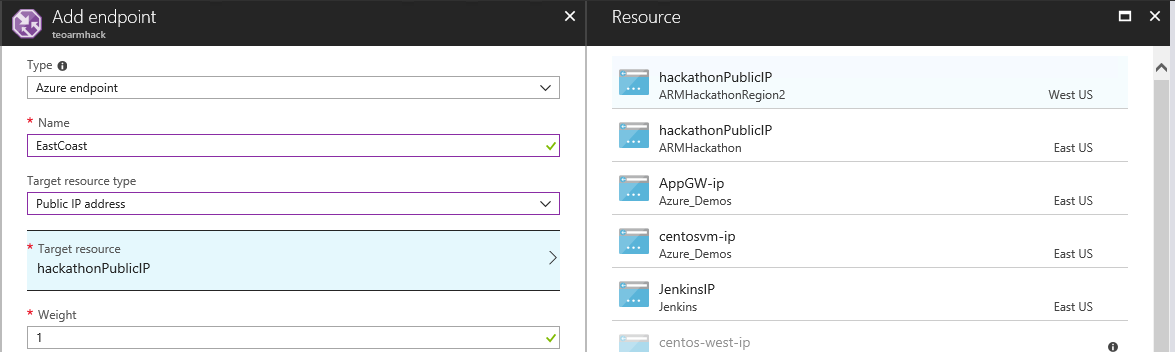 Add endpoint
teoarmhack
Type
Azure endpoint
* Name
EastCoast
Target resource type
Public IP address
* Target resource
hackathonPublicIP
* Weight
1
Resource
hackathonPublicIP
ARMHackathonRegion2 West US
hackathonPublicIP
ARMHackathon East US
AppGW-ip
Azure_Demos East US
centosvm-ip
Azure_Demos East US
JenkinsIP
Jenkins East US
centos-west-ip